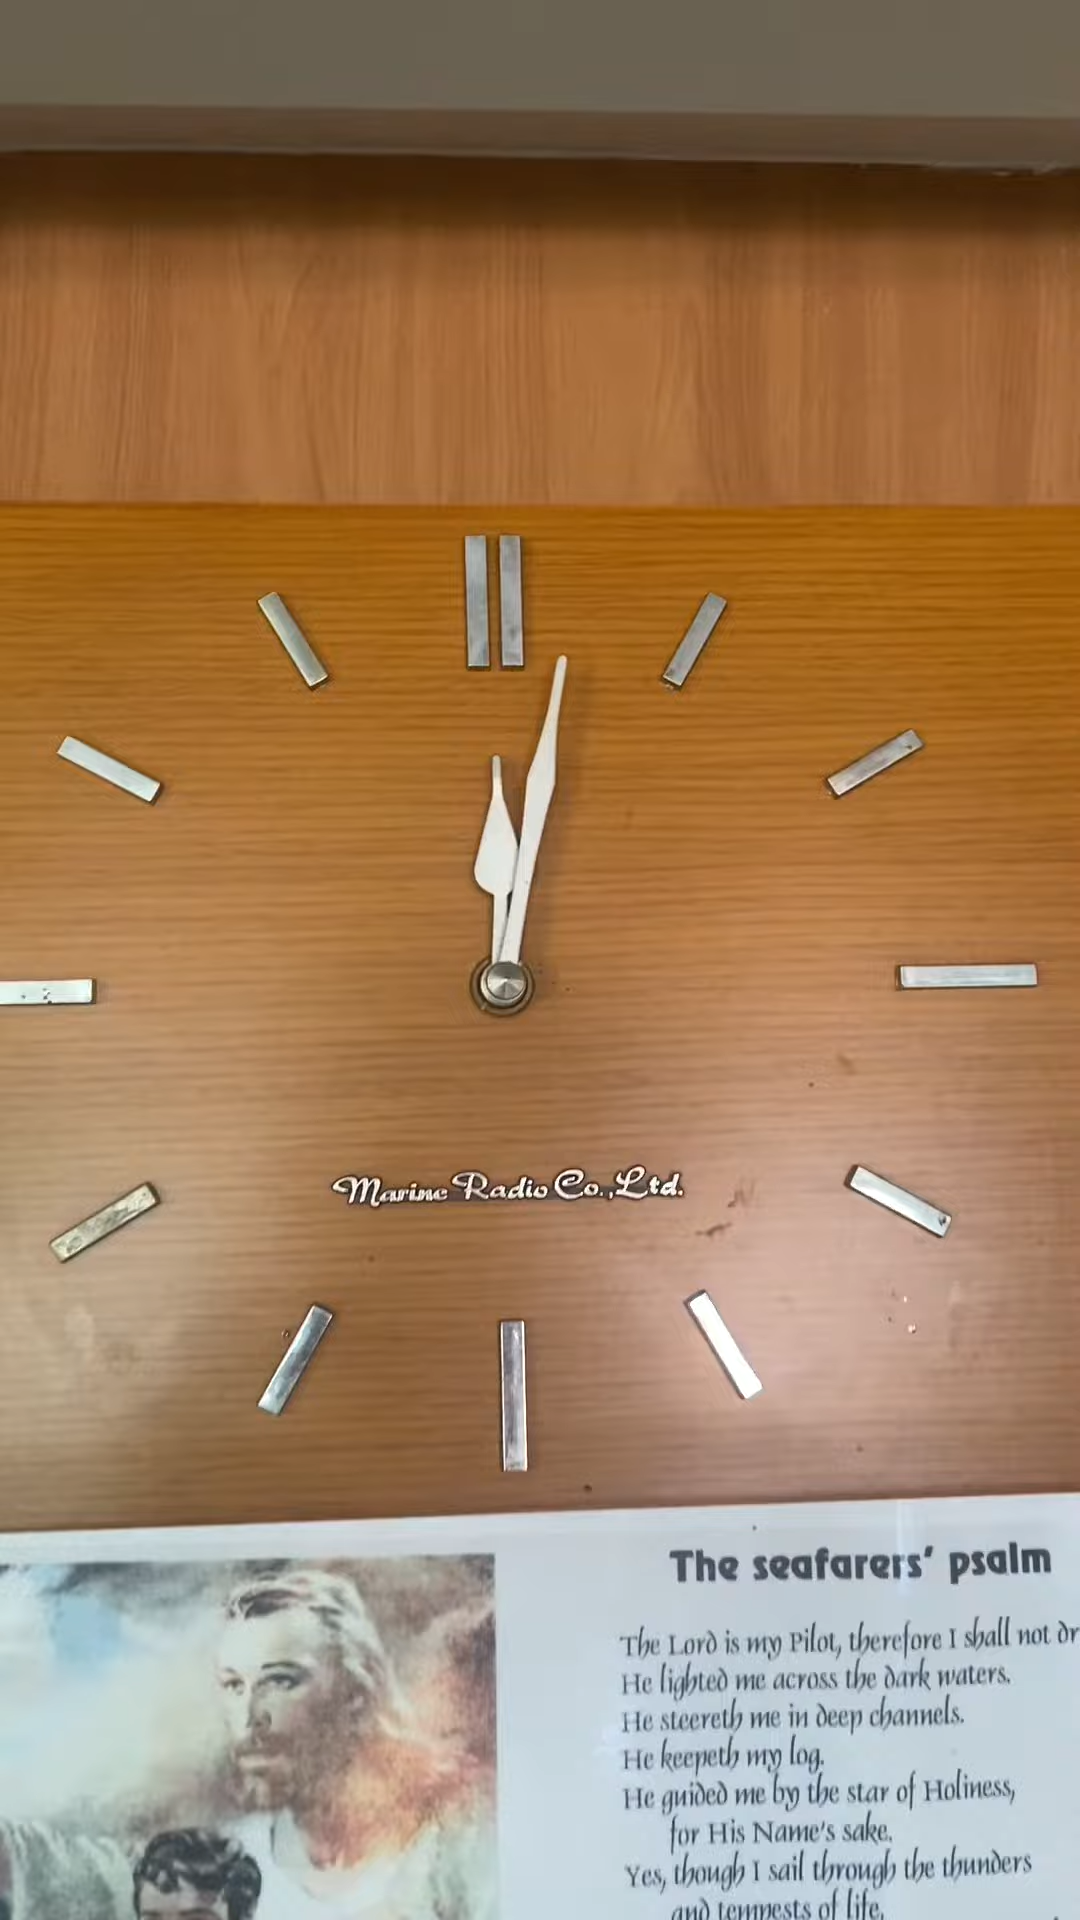 Marine Radio Co.,Ltd.
The seafarers' psalm
The Lord is my Pilot, therefore I shall not dr
He lighted me across the dark waters.
He steereth me in deep channels.
He keepeth my log.
He guided me by the star of Holiness,
for His Name's sake.
Yes, though I sail through the thunders
and tempests of life,